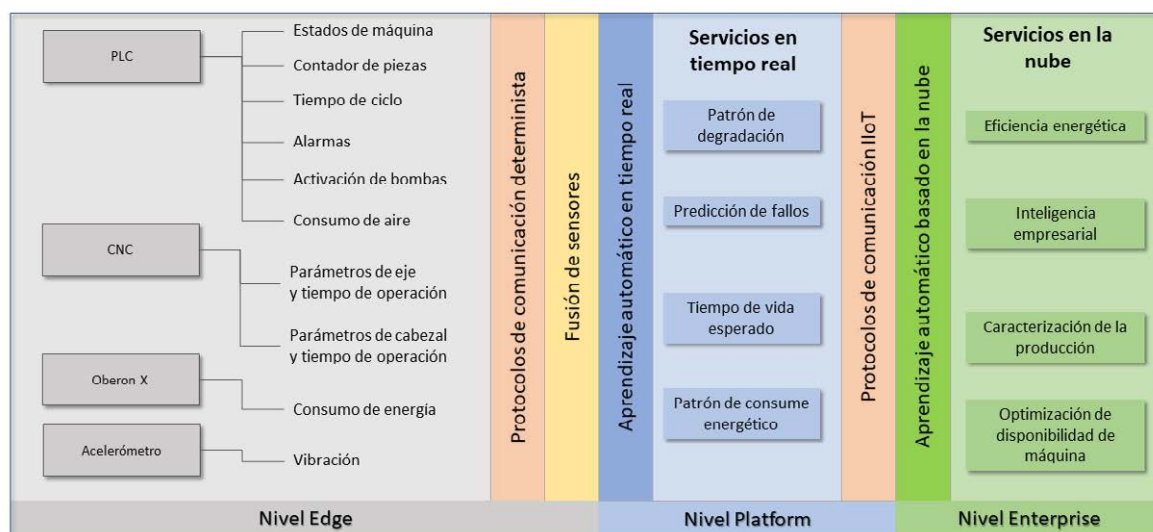 PLC
Estados de máquina
Contador de piezas
Tiempo de ciclo
Alarmas
Activación de bombas
Consumo de aire
CNC
Parámetros de eje
y tiempo de operación
Parámetros de cabezal
y tiempo de operación
Oberon X
Consumo de energía
Acelerómetro
Vibración
Protocolos de comunicación determinista
Fusión de sensores
Nivel Edge
Aprendizaje automático en tiempo real
Servicios en
tiempo real
Patrón de
degradación
Predicción de fallos
Tiempo de vida
esperado
Patrón de consume
energético
Protocolos de comunicación IIoT
Nivel Platform
Aprendizaje automático basado en la nube
Servicios en la
nube
Eficiencia energética
Inteligencia
empresarial
Caracterización de la
producción
Optimización de
disponibilidad de
máquina
Nivel Enterprise